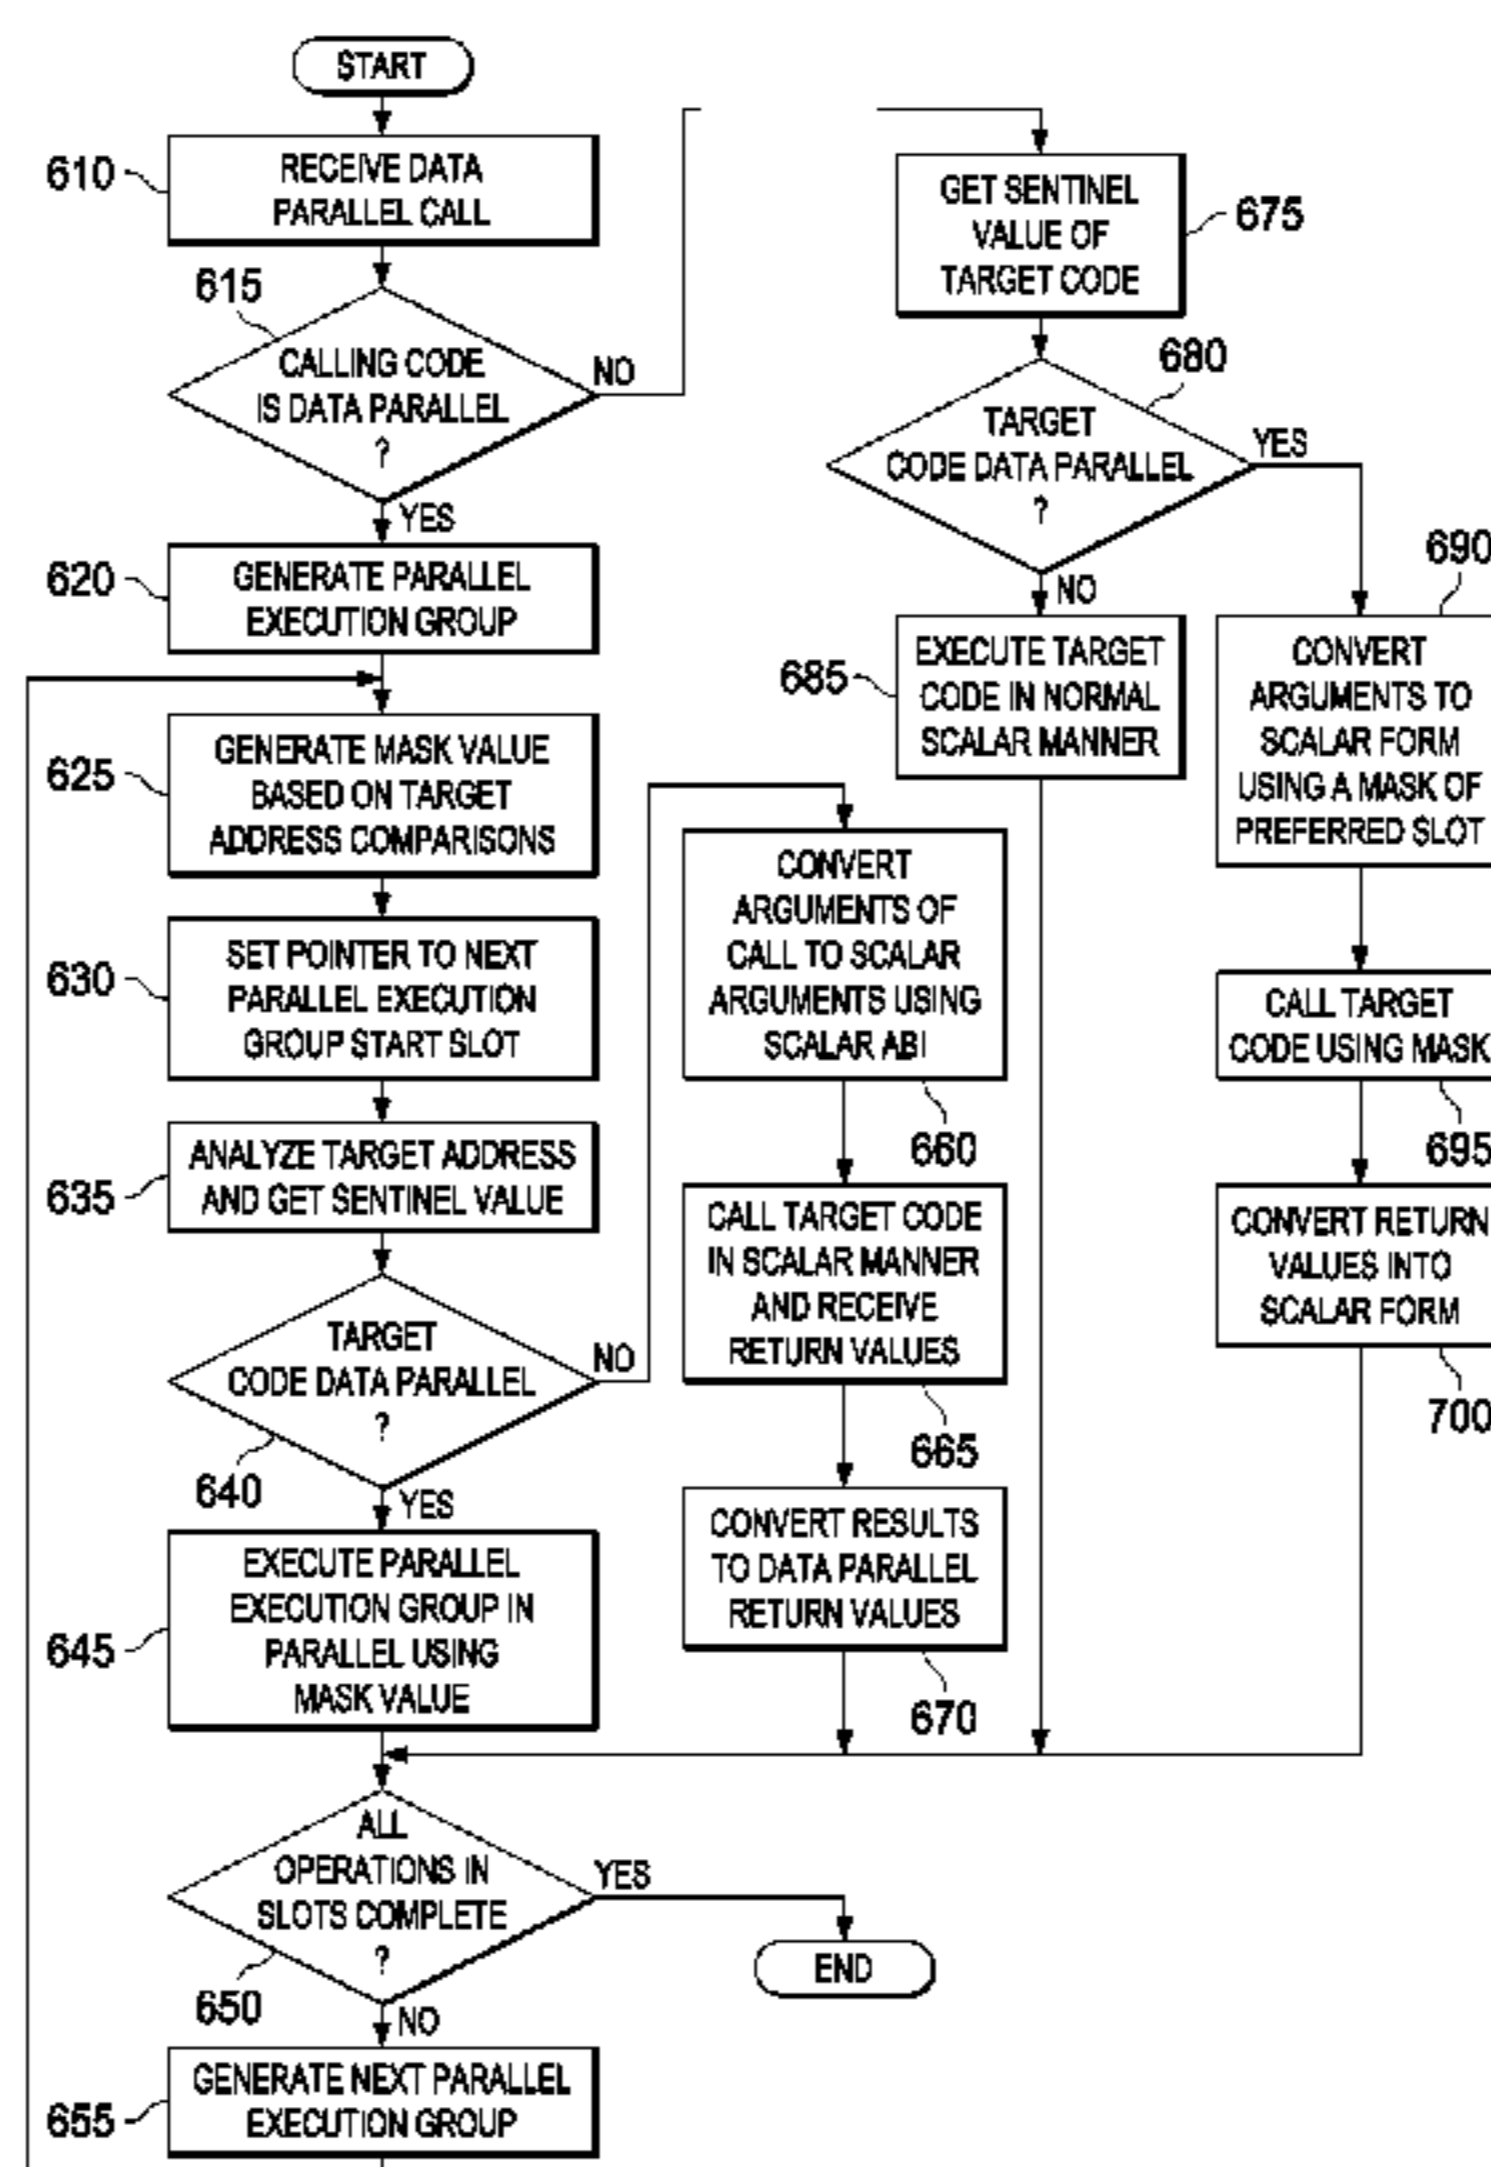 START
610
RECEIVE DATA
PARALLEL CALL
615
CALLING CODE
IS DATA PARALLEL
?
NO
YES
620
GENERATE PARALLEL
EXECUTION GROUP
625
GENERATE MASK VALUE
BASED ON TARGET
ADDRESS COMPARISONS
630
SET POINTER TO NEXT
PARALLEL EXECUTION
GROUP START SLOT
635
ANALYZE TARGET ADDRESS
AND GET SENTINEL VALUE
TARGET
CODE DATA PARALLEL
?
640
NO
YES
645
EXECUTE PARALLEL
EXECUTION GROUP IN
PARALLEL USING
MASK VALUE
ALL
OPERATIONS IN
SLOTS COMPLETE
?
650
YES
END
NO
655
GENERATE NEXT PARALLEL
EXECUTION GROUP
CONVERT
ARGUMENTS OF
CALL TO SCALAR
ARGUMENTS USING
SCALAR ABI
660
CALL TARGET CODE
IN SCALAR MANNER
AND RECEIVE
RETURN VALUES
665
CONVERT RESULTS
TO DATA PARALLEL
RETURN VALUES
670
GET SENTINEL
VALUE OF
TARGET CODE
675
680
TARGET
CODE DATA PARALLEL
?
YES
NO
685
EXECUTE TARGET
CODE IN NORMAL
SCALAR MANNER
690
CONVERT
ARGUMENTS TO
SCALAR FORM
USING A MASK OF
PREFERRED SLOT
CALL TARGET
CODE USING MASK
695
CONVERT RETURN
VALUES INTO
SCALAR FORM
700